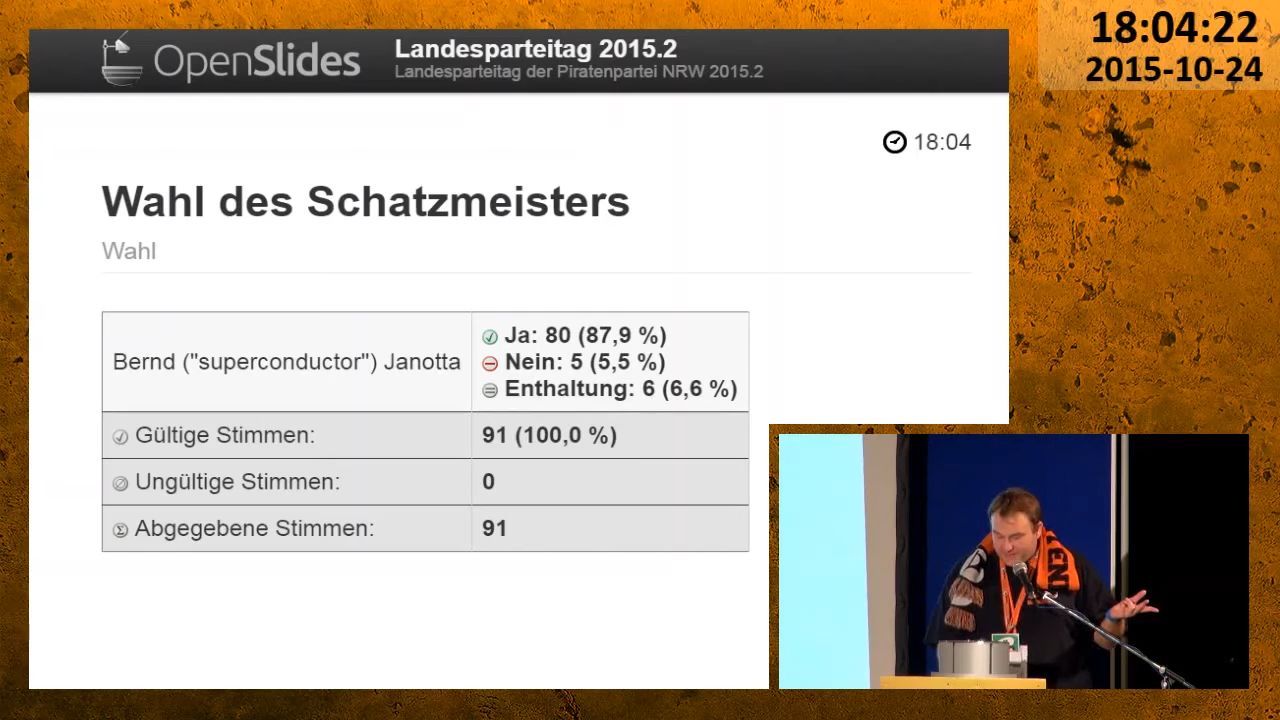 OpenSlides
Landesparteitag 2015.2
Landesparteitag der Piratenpartei NRW 2015.2
18:04:22
2015-10-24
18:04
Wahl des Schatzmeisters
Wahl
Bernd ("superconductor") Janotta
Ja: 80 (87,9 %)
Nein: 5 (5,5 %)
Enthaltung: 6 (6,6 %)
Gültige Stimmen: 91 (100,0 %)
Ungültige Stimmen: 0
Abgegebene Stimmen: 91